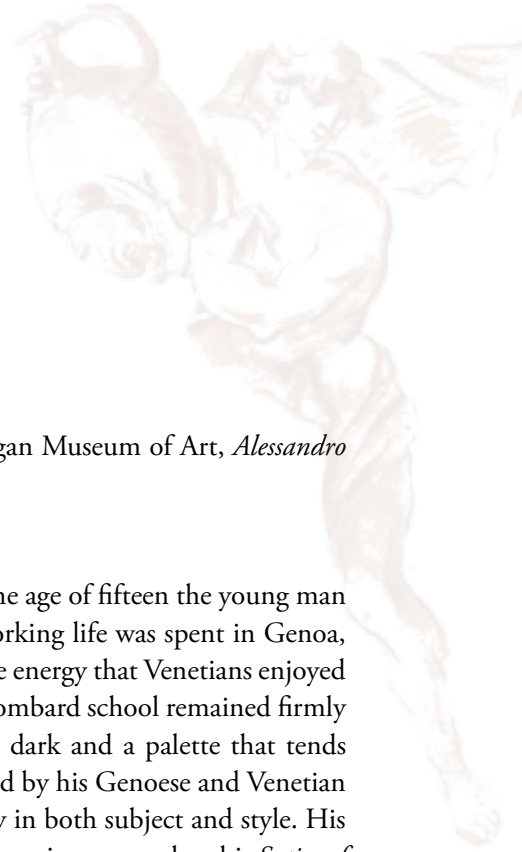 gan Museum of Art, Alessandro
ne age of fifteen the young man
orking life was spent in Genoa,
e energy that Venetians enjoyed
ombard school remained firmly
dark and a palette that tends
d by his Genoese and Venetian
y in both subject and style. His